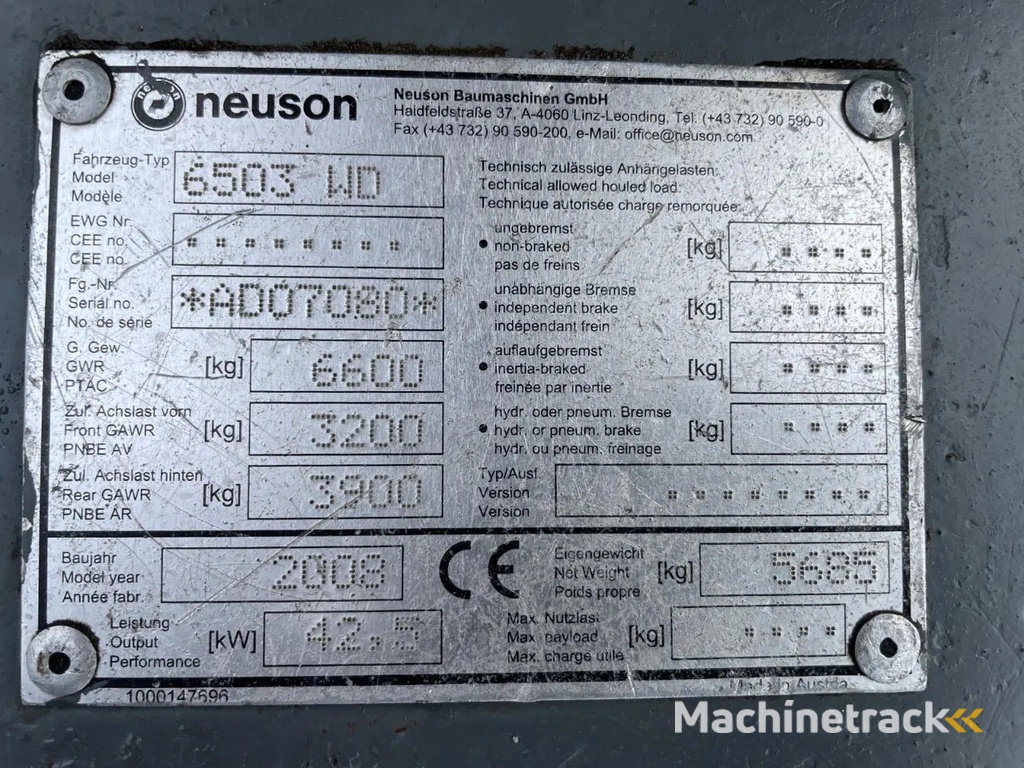 neuson
Neuson Baumaschinen GmbH
Haidfeldstraße 37, A-4060 Linz-Leonding, Tel. (+43 732) 90 590-0
Fax (+43 732) 90 590-200, e-Mail: office@neuson.com
Fahrzeug-Typ
Model
Modèle
6503 WD
EWG Nr.
CEE no.
CEE no.
Fg.-Nr.
Serial no.
No. de série
*AD07080*
G. Gew
GWR
PTAC
[kg]
6600
Zul. Achslast vorn
Front GAWR
PNBE AV
[kg]
3200
Zul. Achslast hinten
Rear GAWR
PNBE AR
[kg]
3900
Technisch zulässige Anhängelasten:
Technical allowed houled load:
Technique autorisée charge remorquée:
ungebremst
• non-braked
pas de freins
[kg]
unabhängige Bremse
• independent brake
indépendant frein
[kg]
auflaufgebremst
• inertia-braked
freinée par inertie
[kg]
hydr. oder pneum. Bremse
• hydr. or pneum. brake
hydr. ou pneum. freinage
[kg]
Typ/Ausf.
Version
Version
Baujahr
Model year
Année fabr.
2008
CE
Eigengewicht
Net Weight
Poids propre
[kg]
5685
Leistung
Output
Performance
[kW]
42.5
Max. Nutzlast
Max. payload
Max. charge utile
[kg]
1000147696
Made in Austria
Machinetrack